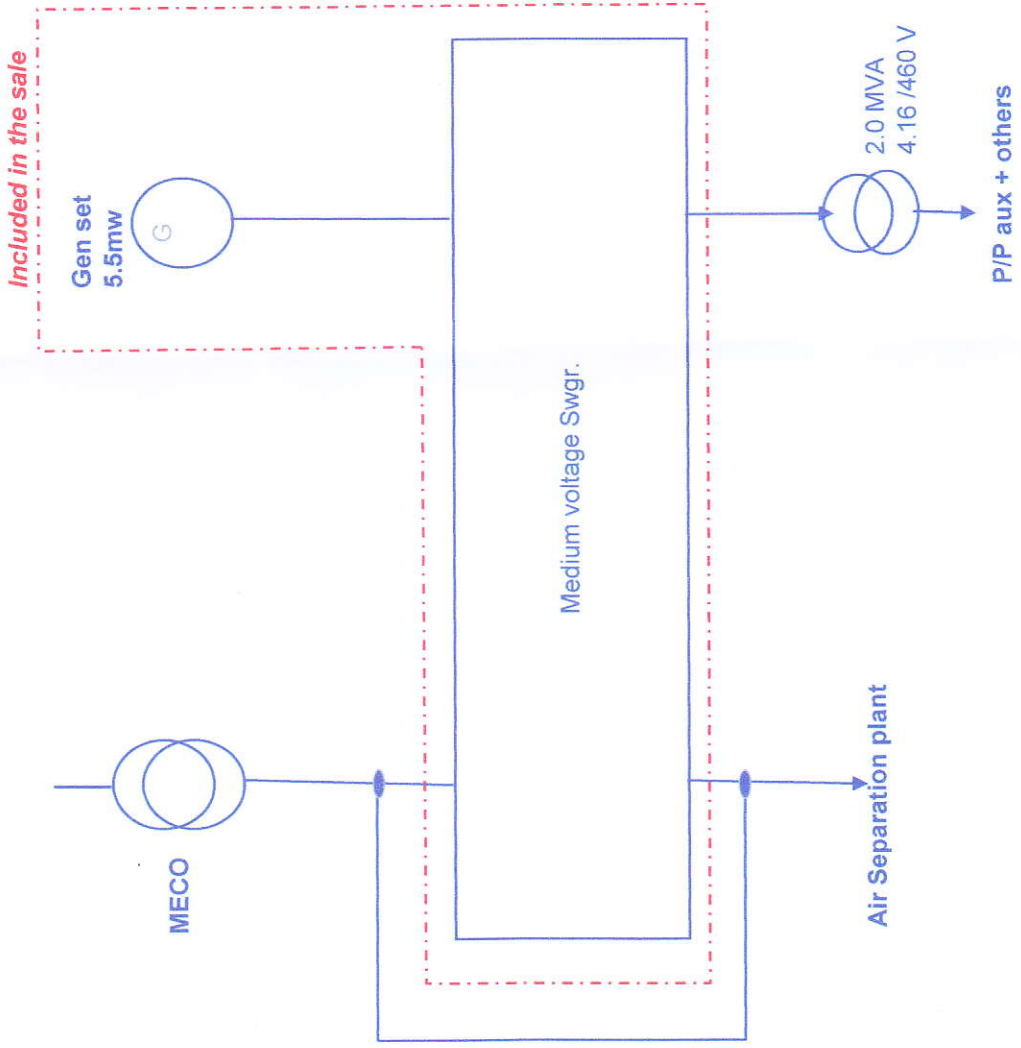 Included in the sale
Gen set
5.5mw
G
MECO
Medium voltage Swgr.
2.0 MVA
4.16 /460 V
Air Separation plant
P/P aux + others